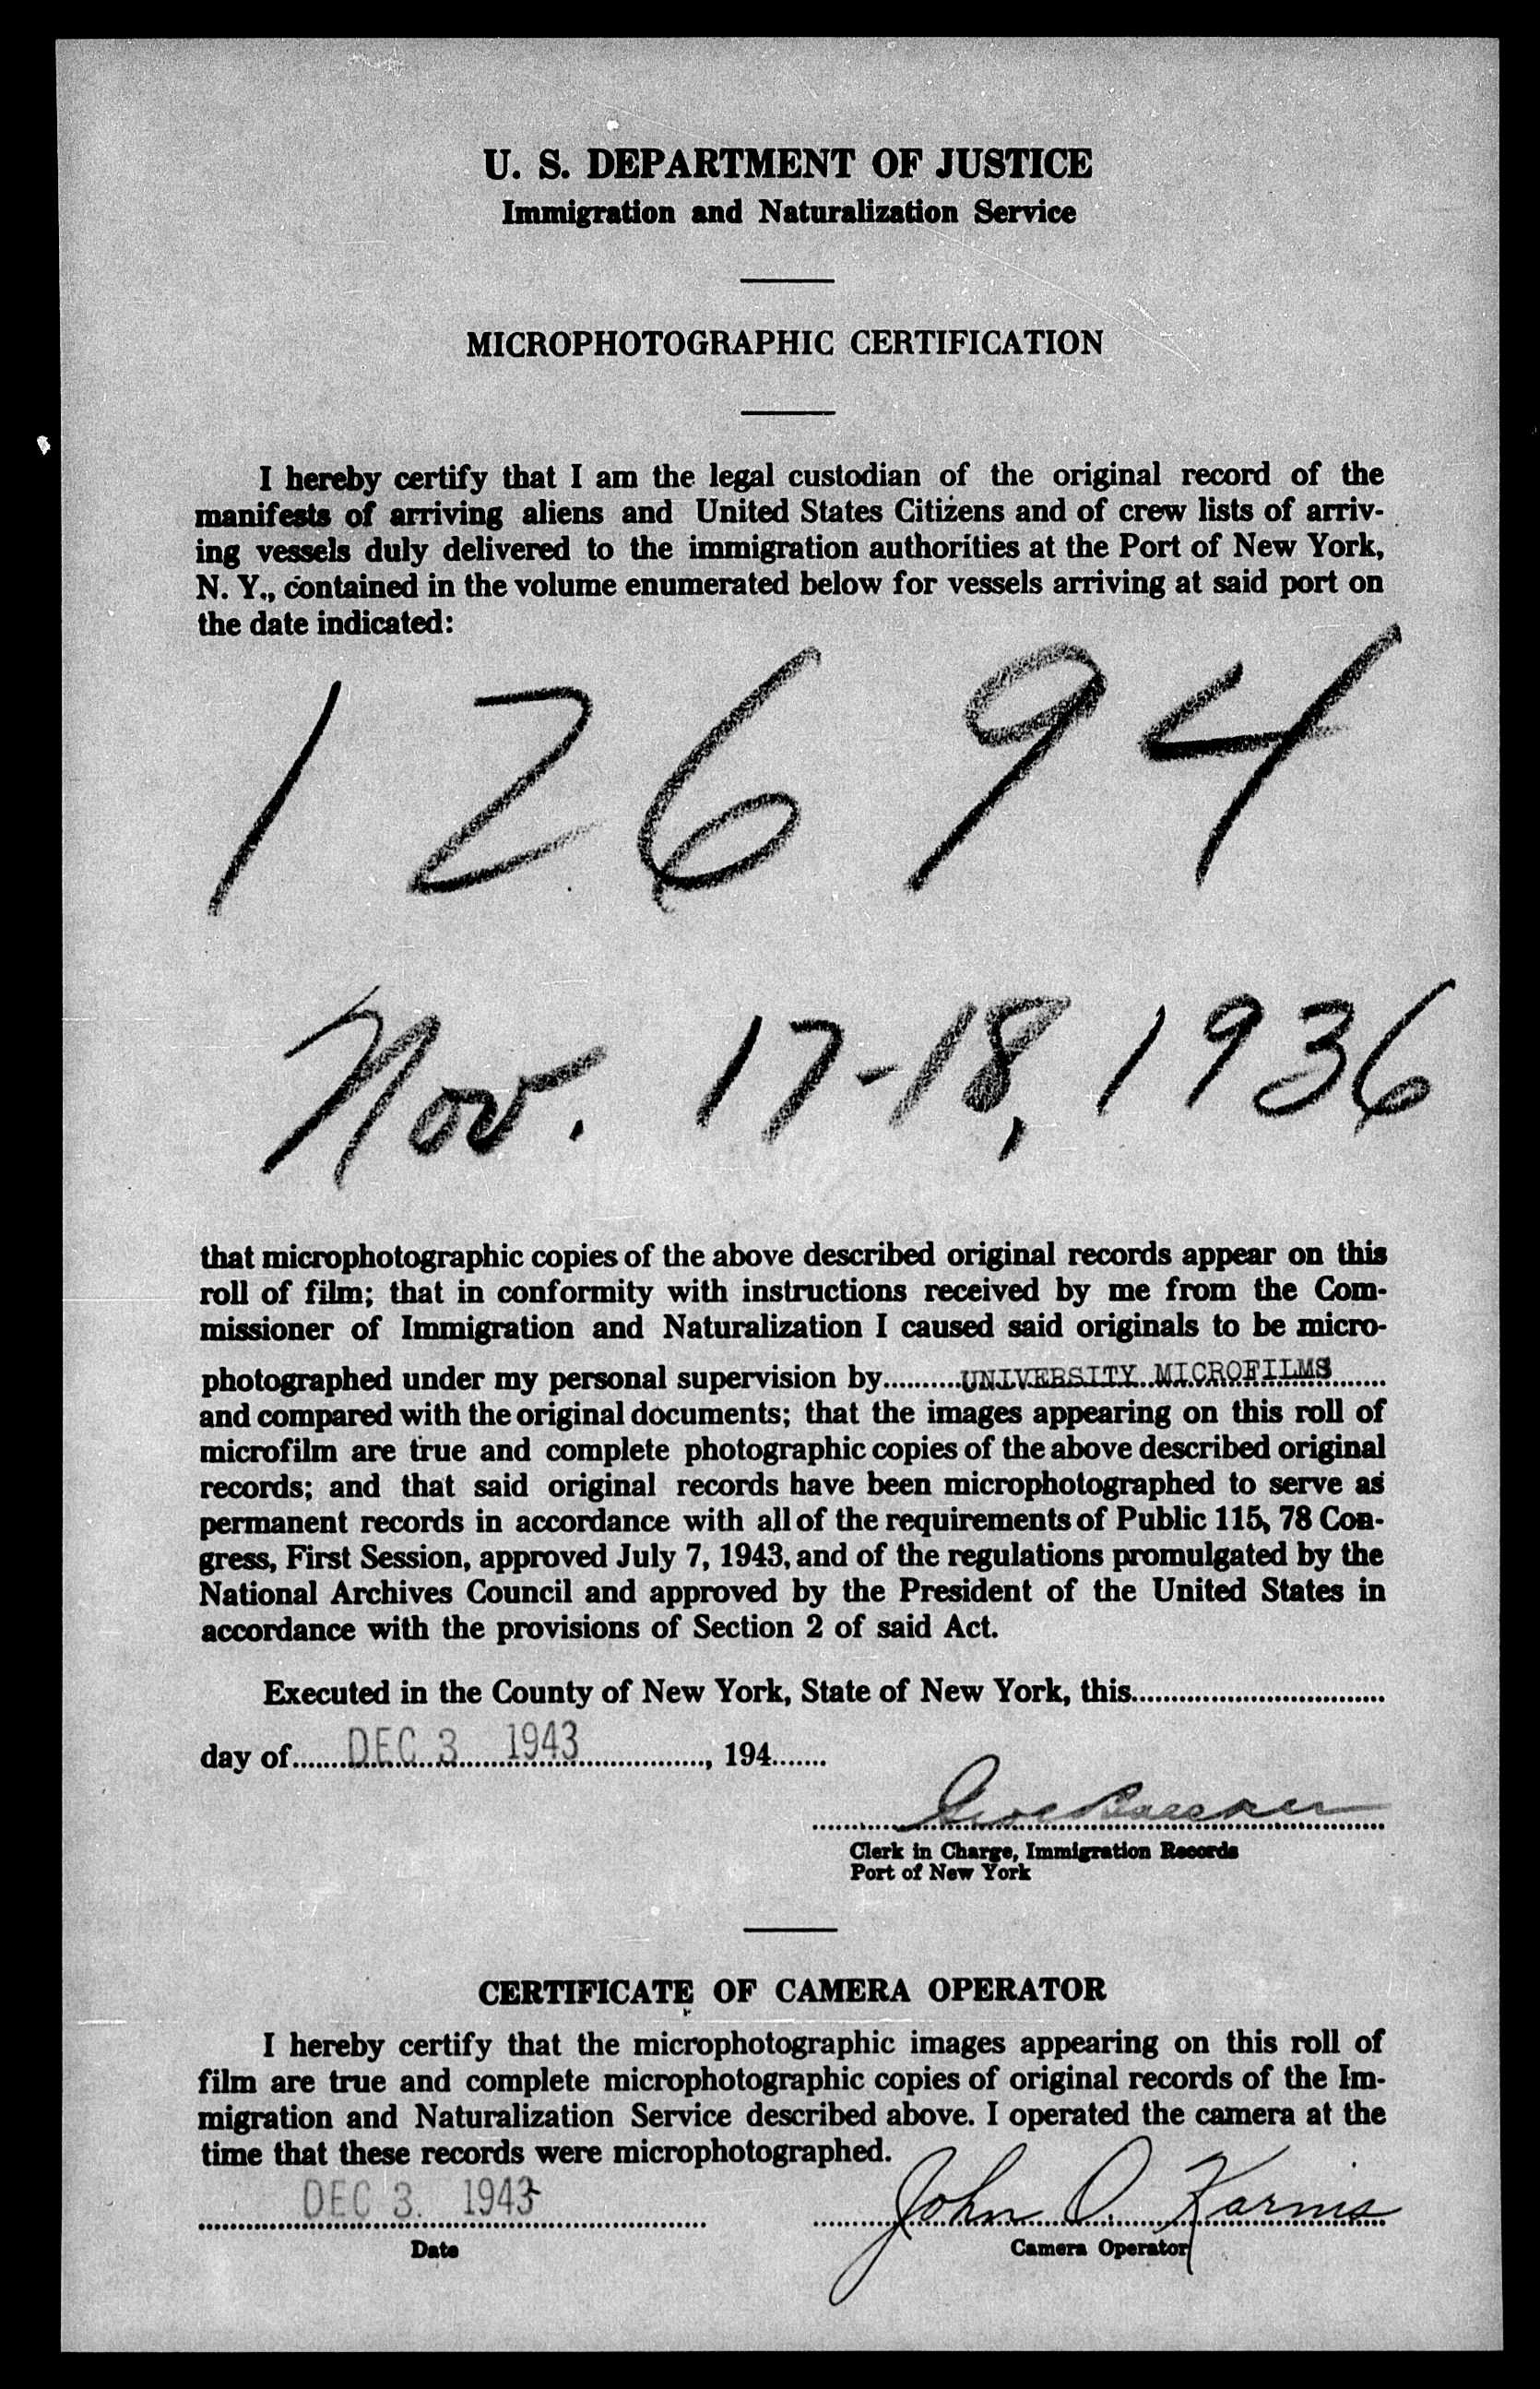 U. S. DEPARTMENT OF JUSTICE
Immigration and Naturalization Service
MICROPHOTOGRAPHIC CERTIFICATION
I hereby certify that I am the legal custodian of the original record of the
manifests of arriving aliens and United States Citizens and of crew lists of arriv-
ing vessels duly delivered to the immigration authorities at the Port of New York,
N. Y., contained in the volume enumerated below for vessels arriving at said port on
the date indicated:
12694
Nov. 17-18, 1936
that microphotographic copies of the above described original records appear on this
roll of film; that in conformity with instructions received by me from the Com-
missioner of Immigration and Naturalization I caused said originals to be micro-
photographed under my personal supervision by..........UNIVERSITY MICROFILMS.......
and compared with the original documents; that the images appearing on this roll of
microfilm are true and complete photographic copies of the above described original
records; and that said original records have been microphotographed to serve as
permanent records in accordance with all of the requirements of Public 115, 78 Con-
gress, First Session, approved July 7, 1943, and of the regulations promulgated by the
National Archives Council and approved by the President of the United States in
accordance with the provisions of Section 2 of said Act.
Executed in the County of New York, State of New York, this.................................
day of.......DEC 3 1943................, 194.......
Clerk in Charge, Immigration Records
Port of New York
CERTIFICATE OF CAMERA OPERATOR
I hereby certify that the microphotographic images appearing on this roll of
film are true and complete microphotographic copies of original records of the Im-
migration and Naturalization Service described above. I operated the camera at the
time that these records were microphotographed.
DEC 3. 1943 John O. Karnis
Date Camera Operator